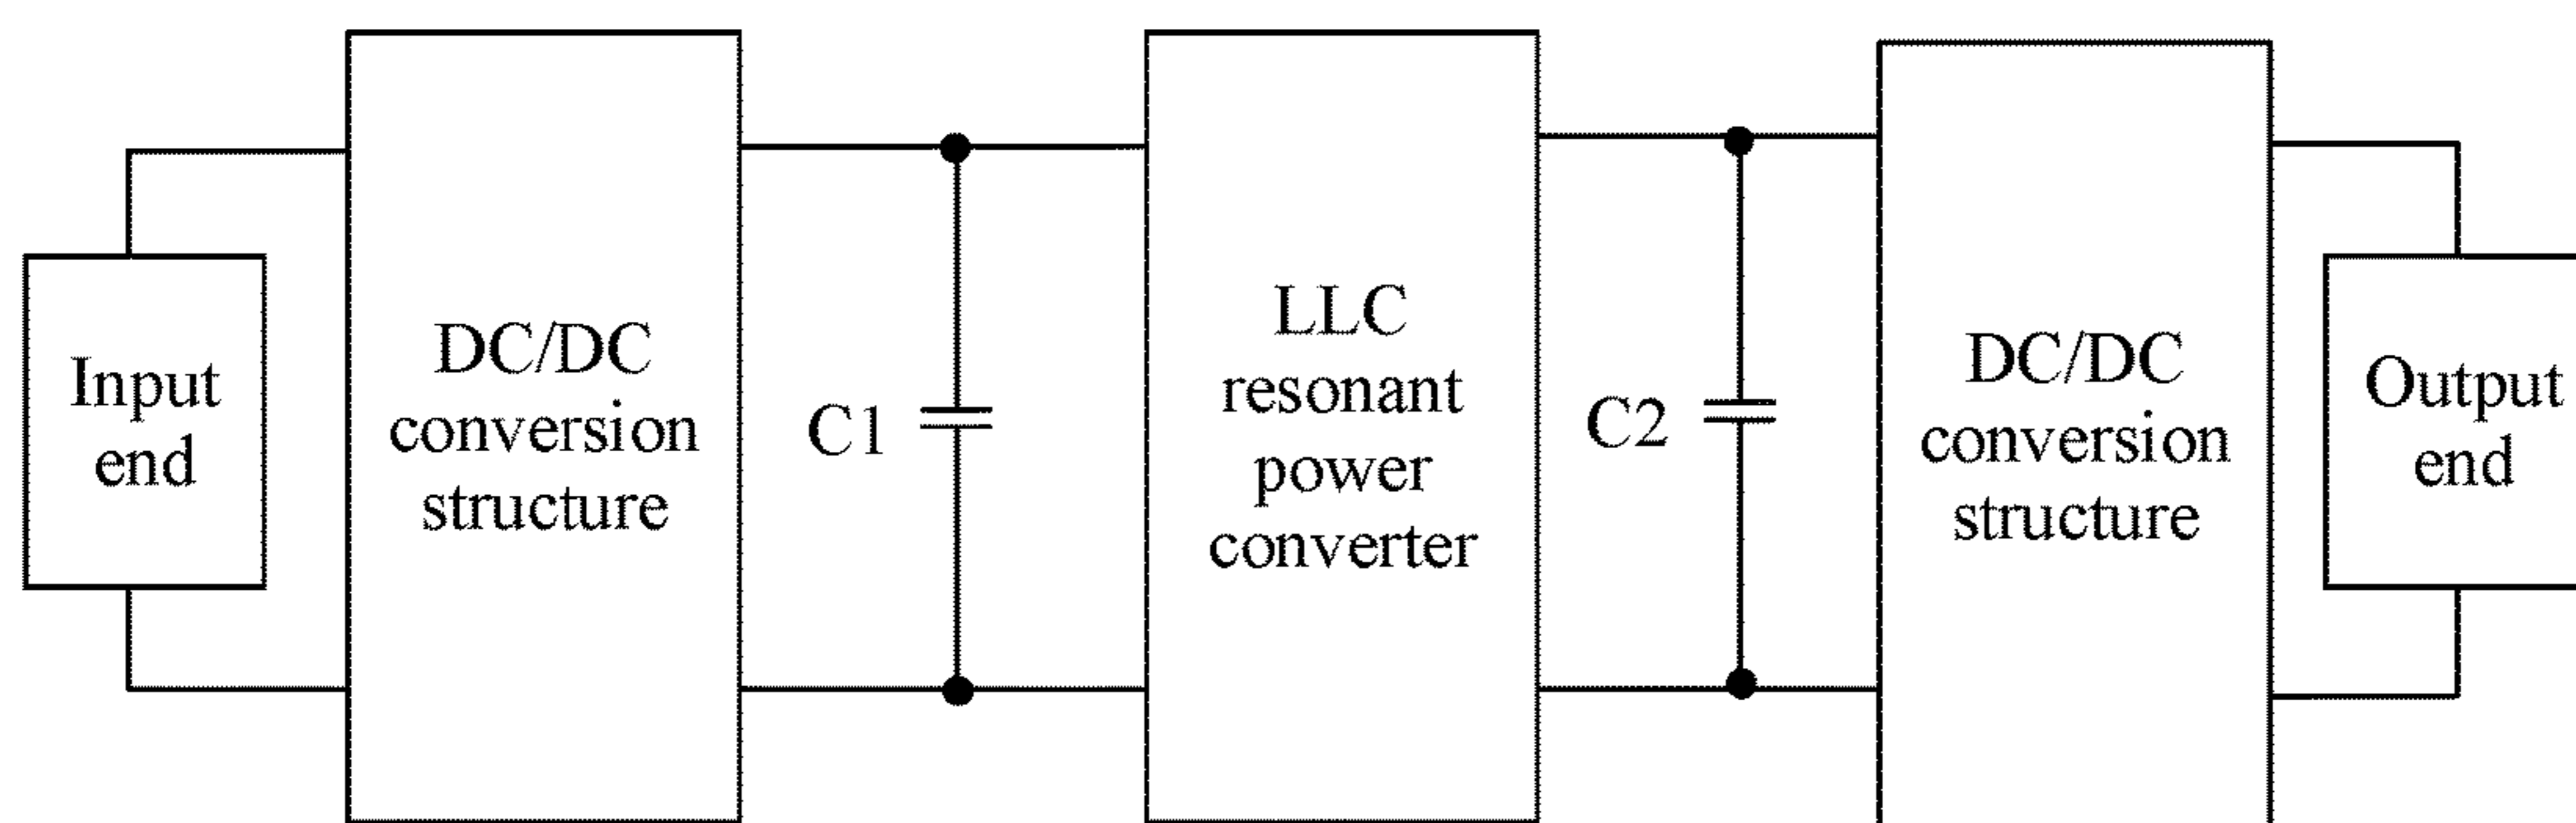 Input
end
DC/DC
conversion
structure
C1
LLC
resonant
power
converter
C2
DC/DC
conversion
structure
Output
end